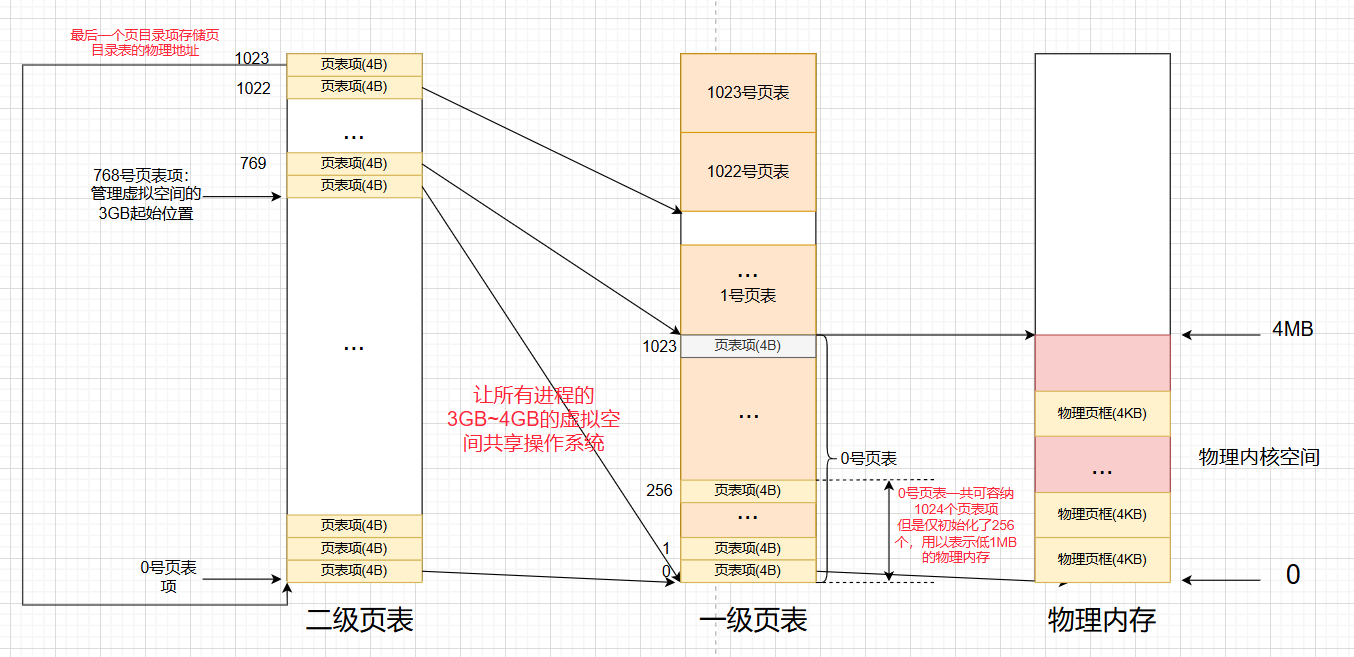 最后一个页目录项存储页
目录表的物理地址
1023
页表项(4B)
1022
页表项(4B)
...
769
页表项(4B)
768号页表项：
管理虚拟空间的
3GB起始位置
页表项(4B)
...
页表项(4B)
页表项(4B)
0号页表
项
页表项(4B)
二级页表
让所有进程的
3GB~4GB的虚拟空
间共享操作系统
1023号页表
1022号页表
...
1号页表
1023
页表项(4B)
...
0号页表
256
页表项(4B)
...
1
页表项(4B)
0
页表项(4B)
一级页表
0号页表一共可容纳
1024个页表项
但是仅初始化了256
个，用以表示低1MB
的物理内存
4MB
物理页框(4KB)
...
物理内核空间
物理页框(4KB)
物理页框(4KB)
0
物理内存